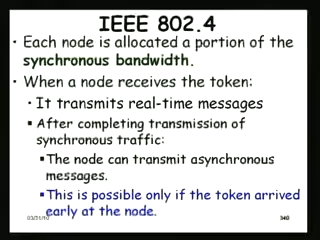 IEEE 802.4
• Each node is allocated a portion of the
synchronous bandwidth.
• When a node receives the token:
• It transmits real-time messages
▪ After completing transmission of
synchronous traffic:
▪ The node can transmit asynchronous
messages.
▪ This is possible only if the token arrived
early at the node.
340